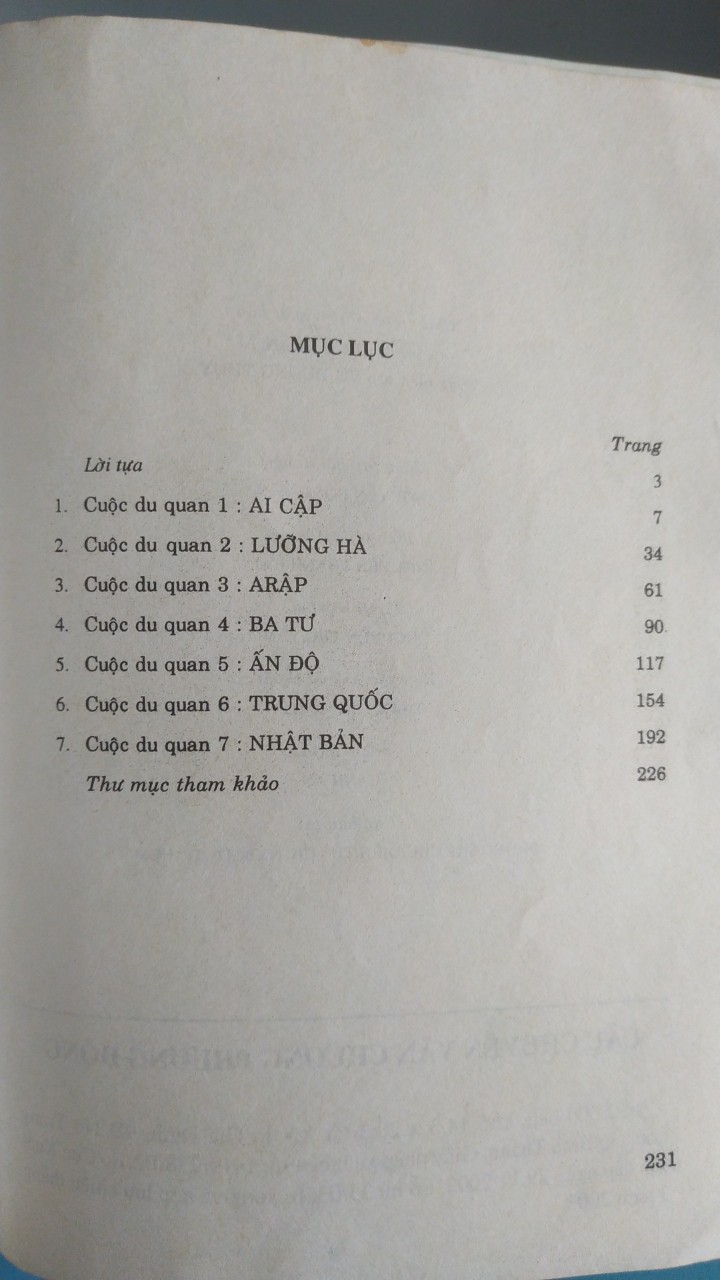 MỤC LỤC
Trang
Lời tựa 3
1. Cuộc du quan 1 : AI CẬP 7
2. Cuộc du quan 2 : LƯỠNG HÀ 34
3. Cuộc du quan 3 : ARẬP 61
4. Cuộc du quan 4 : BA TƯ 90
5. Cuộc du quan 5 : ẤN ĐỘ 117
6. Cuộc du quan 6 : TRUNG QUỐC 154
7. Cuộc du quan 7 : NHẬT BẢN 192
Thư mục tham khảo 226
231